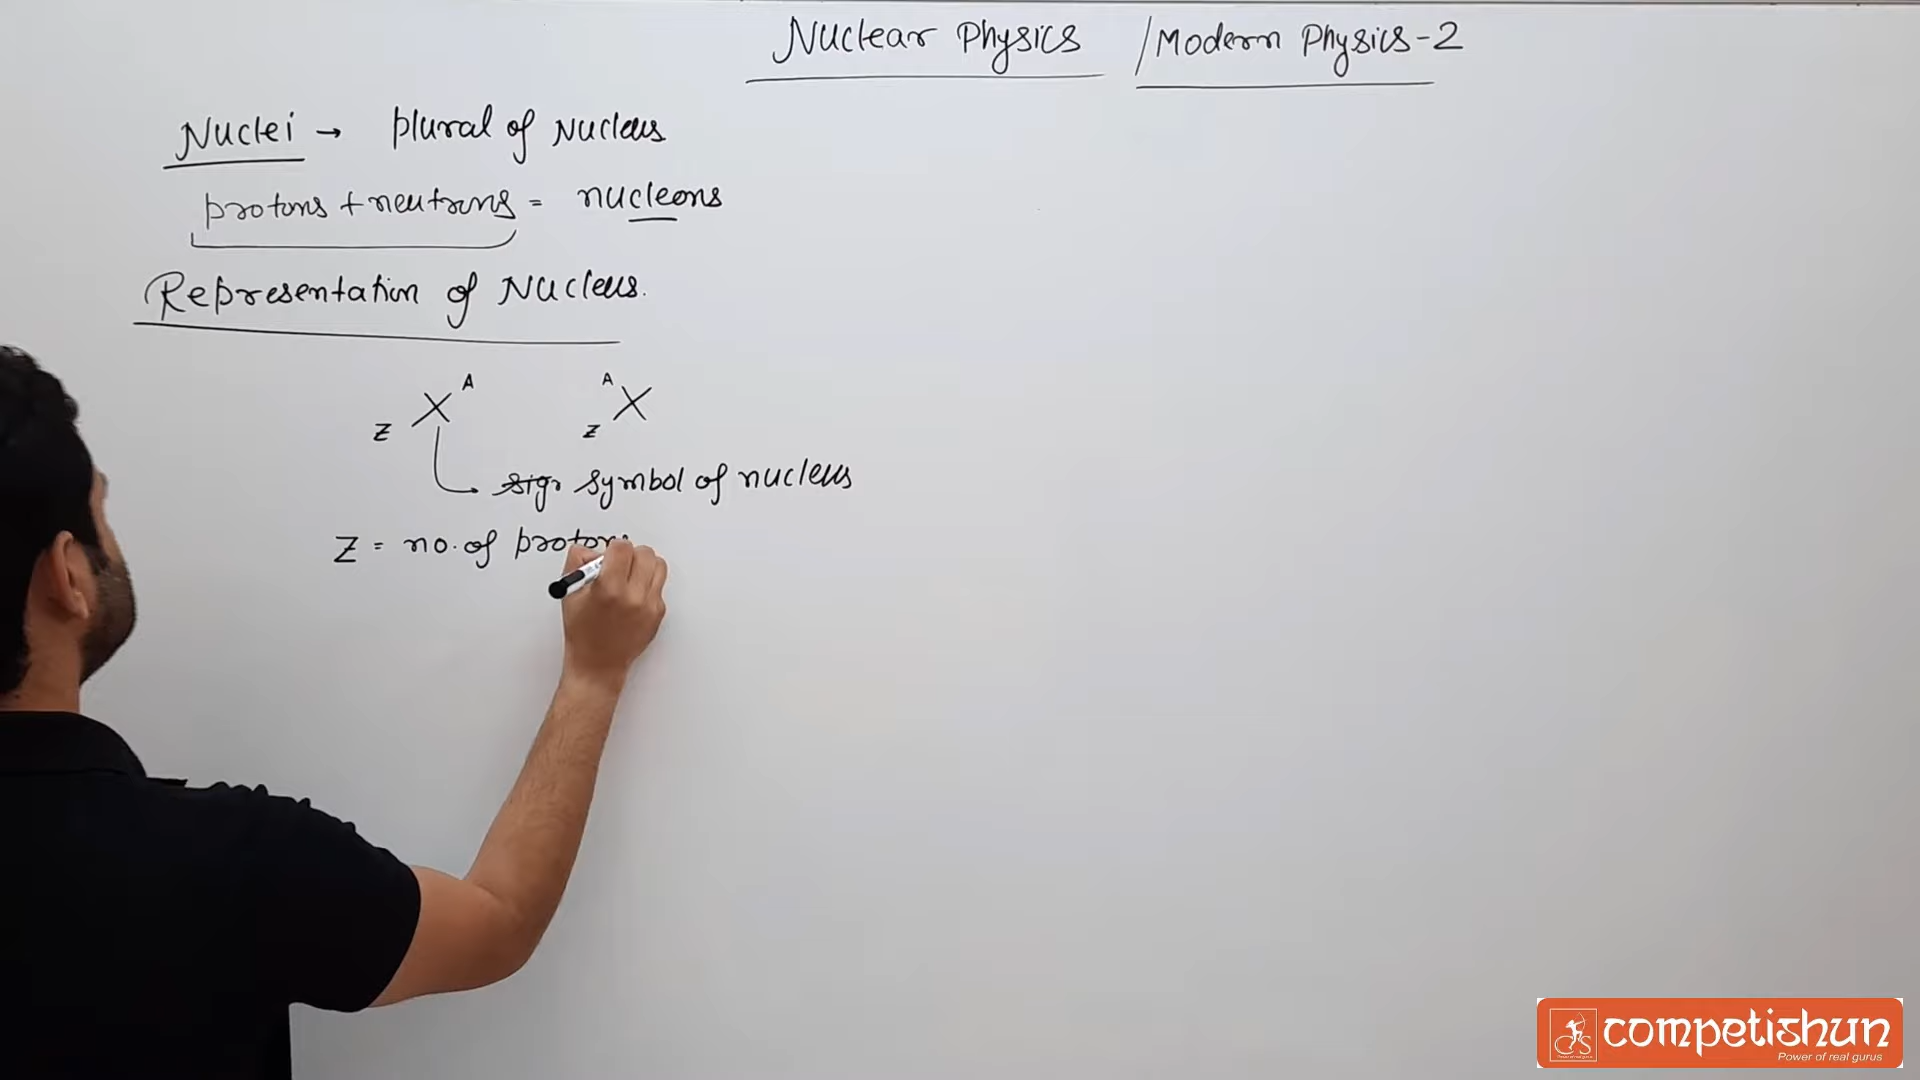 Nuclear Physics / Modern Physics-2
Nuclei → plural of Nucleus
protons + neutrons = nucleons
Representation of Nucleus.
Z X A A Z X
symbol of nucleus
Z = no. of proton
competishun
Power of real gurus